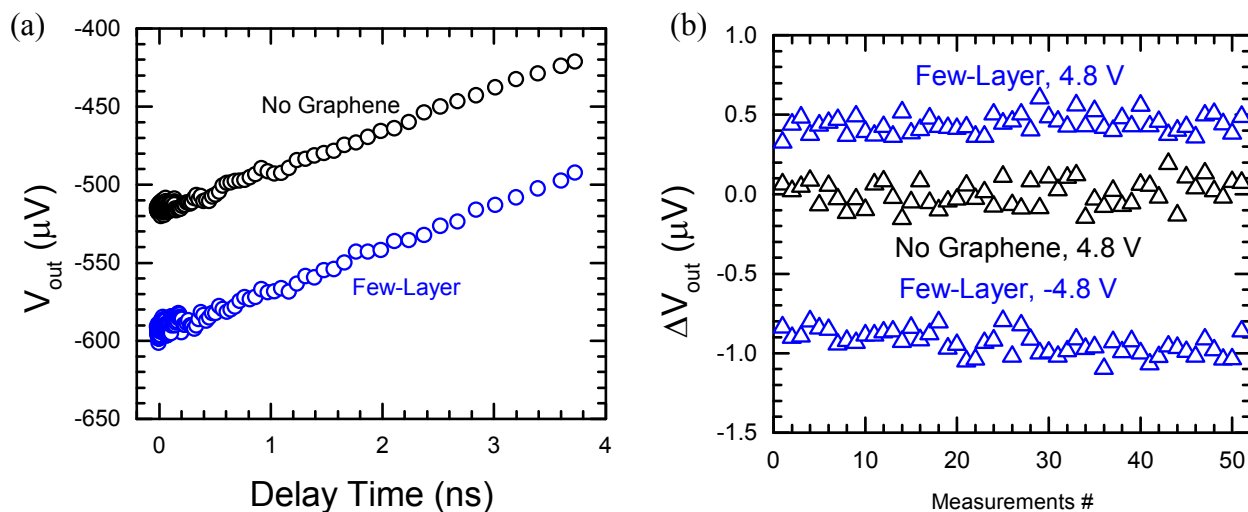 (a)
-400
-450
-500
-550
-600
-650
V_out (μV)
No Graphene
Few-Layer
0 1 2 3 4
Delay Time (ns)
(b)
1.0
0.5
0.0
-0.5
-1.0
-1.5
ΔV_out (μV)
Few-Layer, 4.8 V
No Graphene, 4.8 V
Few-Layer, -4.8 V
0 10 20 30 40 50
Measurements #